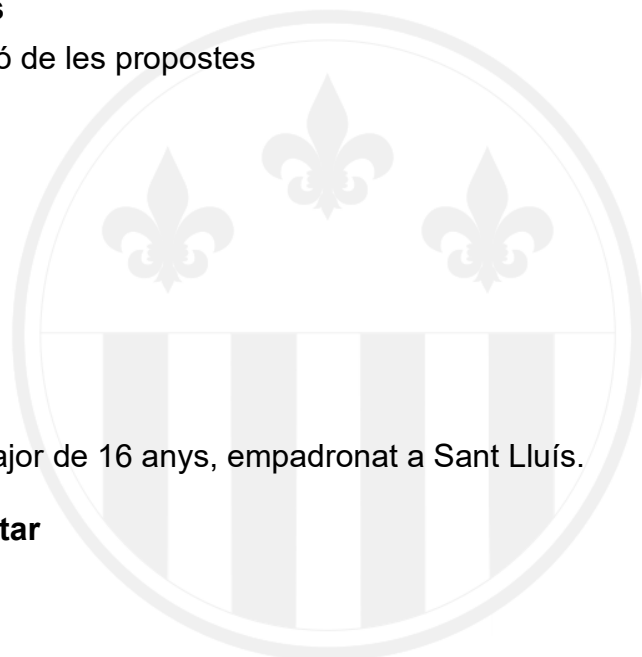 s
ó de les propostes
ajor de 16 anys, empadronat a Sant Lluís.
tar